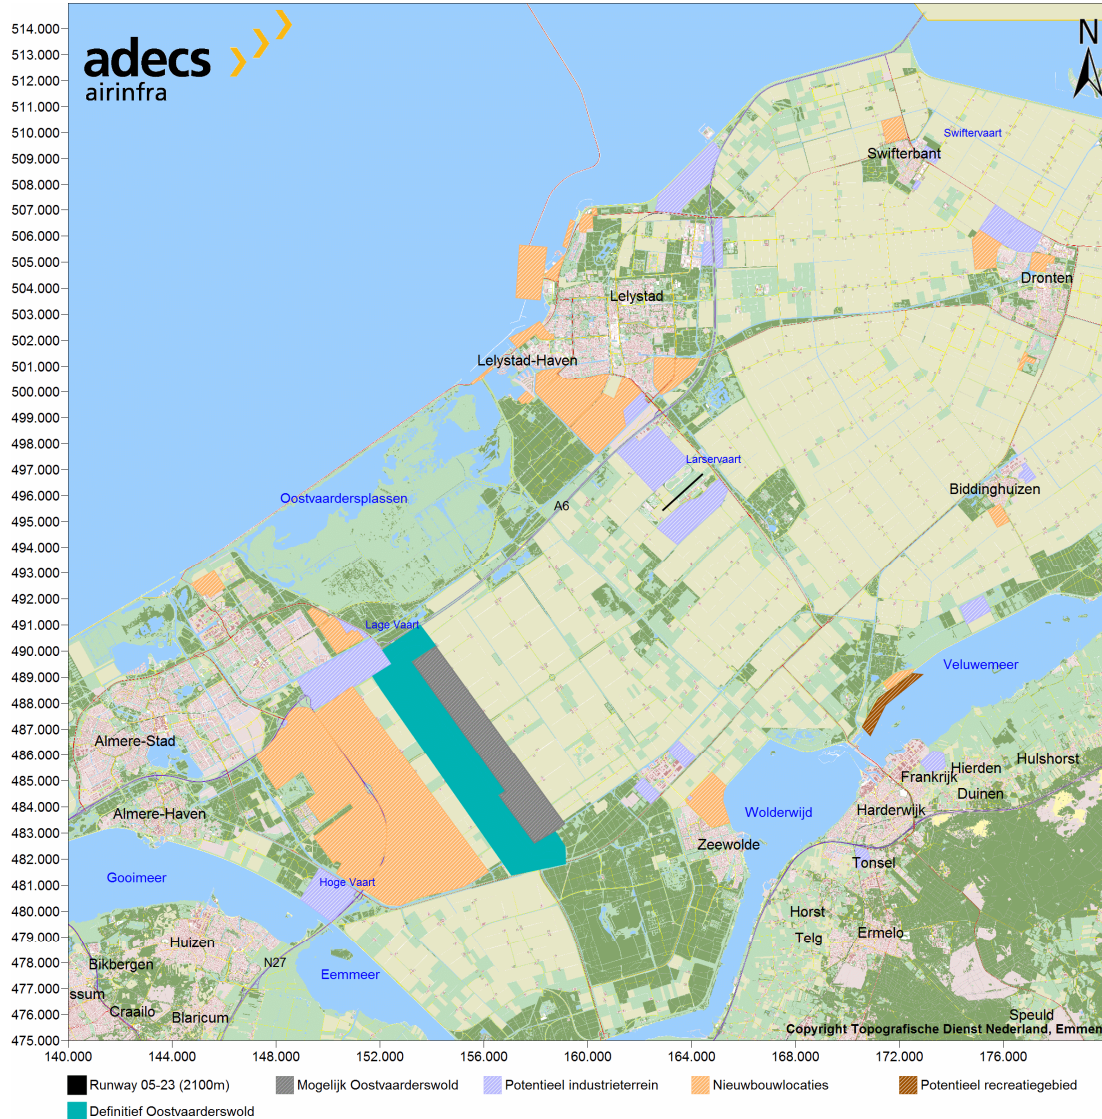 514.000
513.000
512.000
511.000
510.000
509.000
508.000
507.000
506.000
505.000
504.000
503.000
502.000
501.000
500.000
499.000
498.000
497.000
496.000
495.000
494.000
493.000
492.000
491.000
490.000
489.000
488.000
487.000
486.000
485.000
484.000
483.000
482.000
481.000
480.000
479.000
478.000
477.000
476.000
475.000
adecs
airinfra
N
Swiftervaart
Swifterbant
Dronten
Lelystad
Lelystad-Haven
Larservaart
Biddinghuizen
Oostvaardersplassen
A6
Lage Vaart
Veluwemeer
Almere-Stad
Hulshorst
Hierden
Frankrijk
Duinen
Almere-Haven
Wolderwijd
Harderwijk
Zeewolde
Tonsel
Gooimeer
Hoge Vaart
Horst
Telg
Ermelo
Huizen
Bikbergen
N27
Eemmeer
ssum
Craailo
Blaricum
Speuld
Copyright Topografische Dienst Nederland, Emmen
140.000 144.000 148.000 152.000 156.000 160.000 164.000 168.000 172.000 176.000
Runway 05-23 (2100m) Mogelijk Oostvaarderswold Potentieel industrieterrein Nieuwbouwlocaties Potentieel recreatiegebied
Definitief Oostvaarderswold